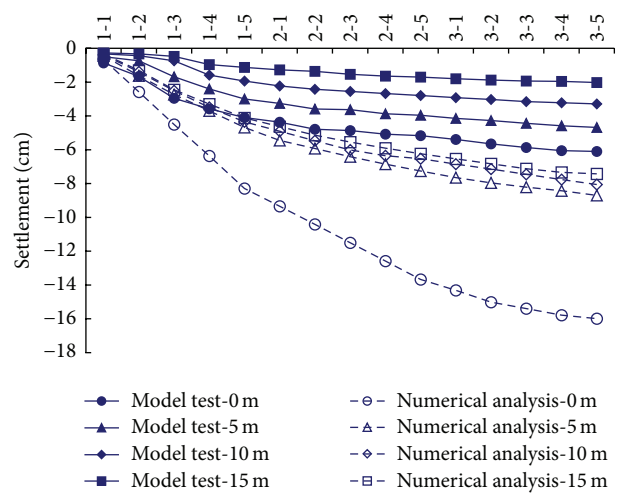 1-1 1-2 1-3 1-4 1-5 2-1 2-2 2-3 2-4 2-5 3-1 3-2 3-3 3-4 3-5
0
−2
−4
−6
−8
−10
−12
−14
−16
−18
Settlement (cm)
Model test-0 m Numerical analysis-0 m
Model test-5 m Numerical analysis-5 m
Model test-10 m Numerical analysis-10 m
Model test-15 m Numerical analysis-15 m